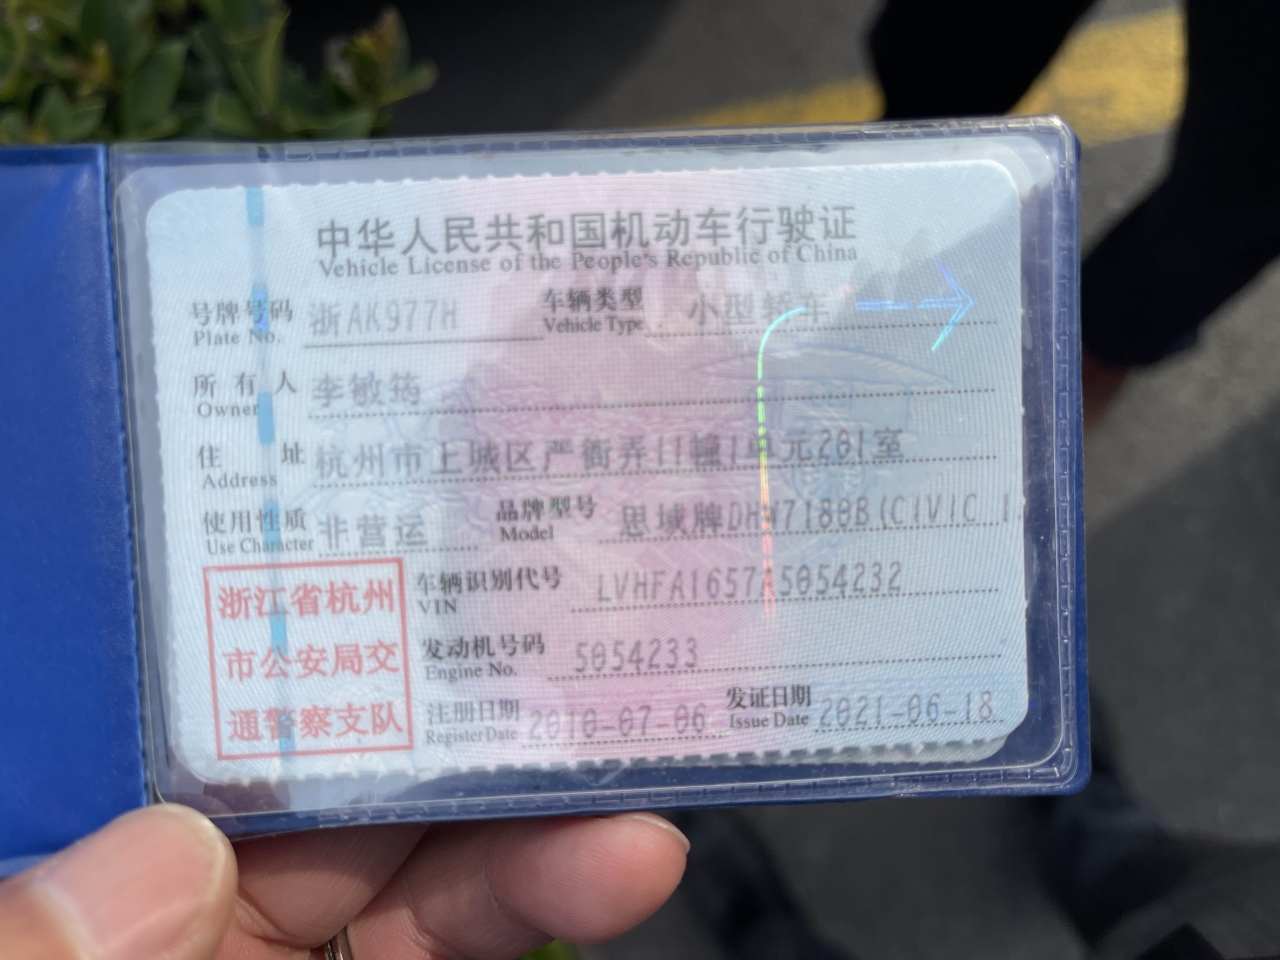 中华人民共和国机动车行驶证
Vehicle License of the People's Republic of China
号牌号码 浙AK977H 车辆类型 小型轿车
Plate No. Vehicle Type
所有人 李敏筠
Owner
住址 杭州市上城区严衙弄11幢1单元201室
Address
使用性质 非营运 品牌型号 思域牌DHW7180B(CIVIC 1
Use Character Model
浙江省杭州
市公安局交
通警察支队
车辆识别代号 LVHFA1657A5054232
VIN
发动机号码 5054233
Engine No.
注册日期 2010-07-06 发证日期 2021-06-18
Register Date Issue Date